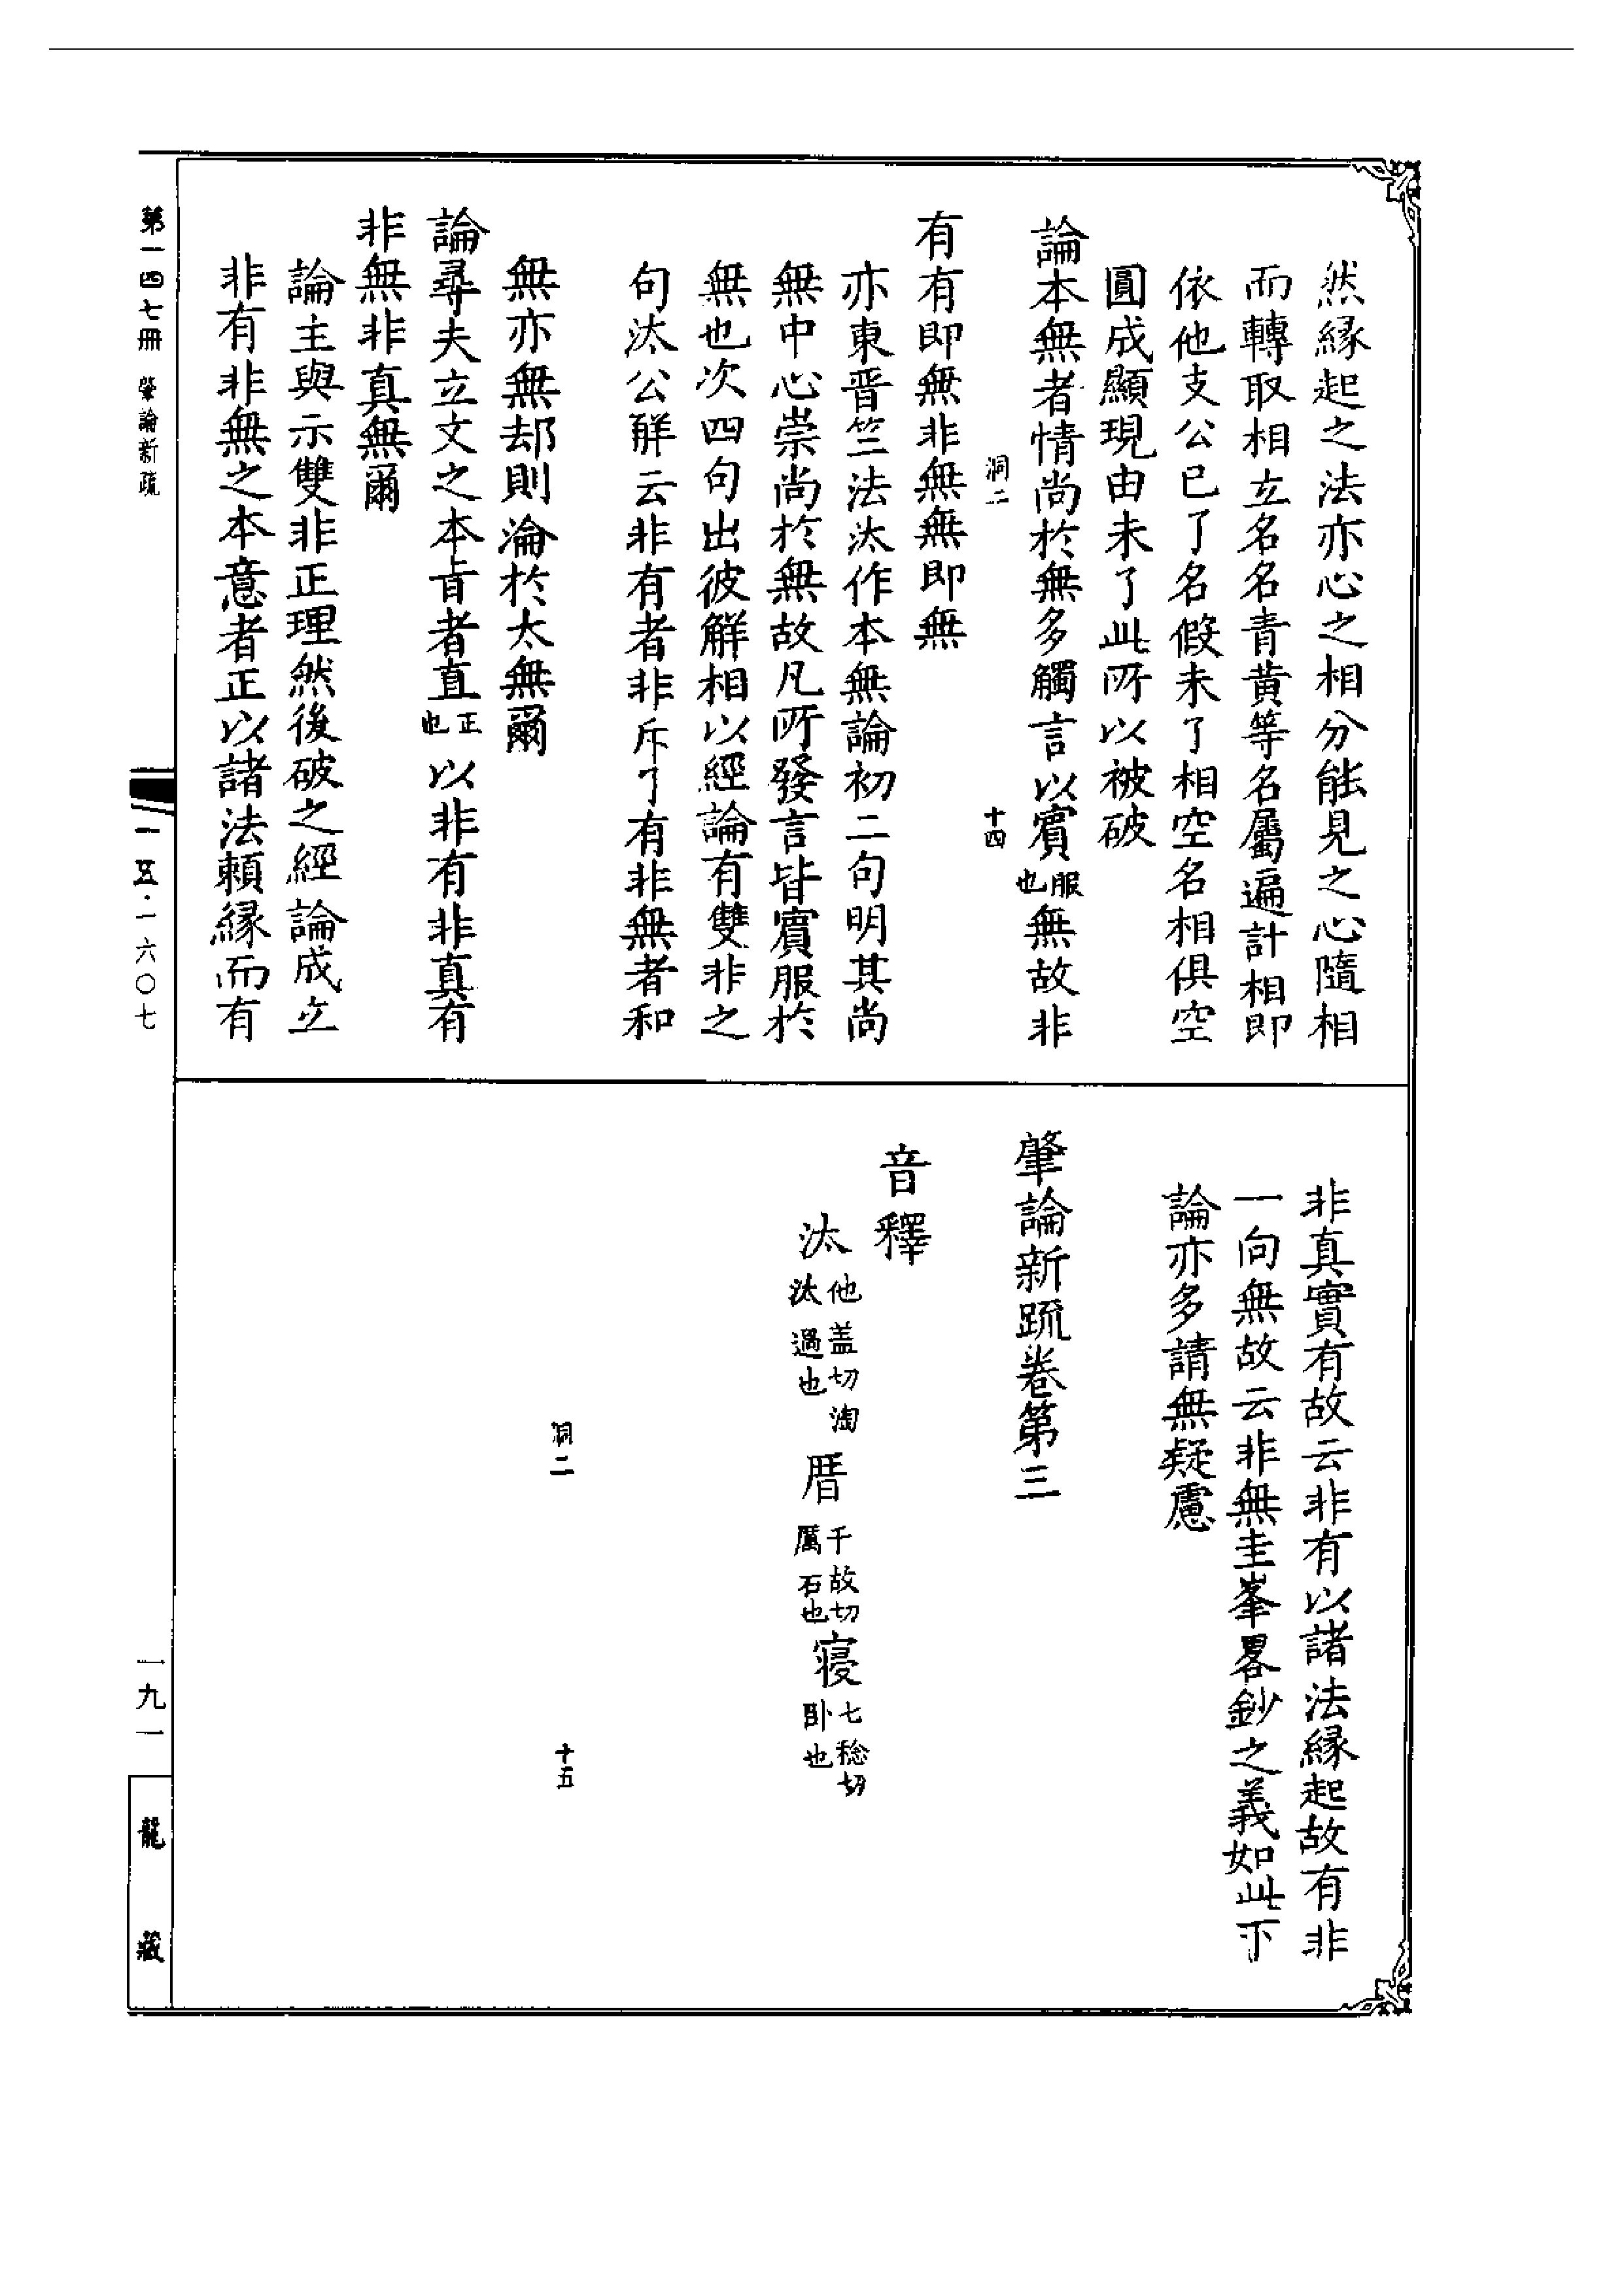 然縁起之法亦心之相分能見之心隨相
而轉取相立名名青黄等名屬遍計相即
依他支公已了名假未了相空名相俱空
圓成顯現由未了此所以被破
論本無者情尚於無多觸言以賓服也無故非
洞二 十四
有有即無非無無即無
亦東晋竺法汰作本無論初二句明其尚
無中心崇尚於無故凡所發言皆賓服於
無也次四句出彼解相以經論有雙非之
句汰公解云非有者非斥了有非無者和
無亦無却則淪於太無爾
論尋夫立文之本旨者直正也以非有非真有
非無非真無爾
論主與示雙非正理然後破之經論成立
非有非無之本意者正以諸法頼縁而有
非真實有故云非有以諸法縁起故有非
一向無故云非無圭峯畧鈔之義如此下
論亦多請無疑慮
肇論新疏卷第三
音釋
汰他盖切淘汰過也 厝千故切厲石也 寑七稔切卧也
洞二 十五
第一四七冊 肇論新疏
一五·一六〇七
一九一
龍藏